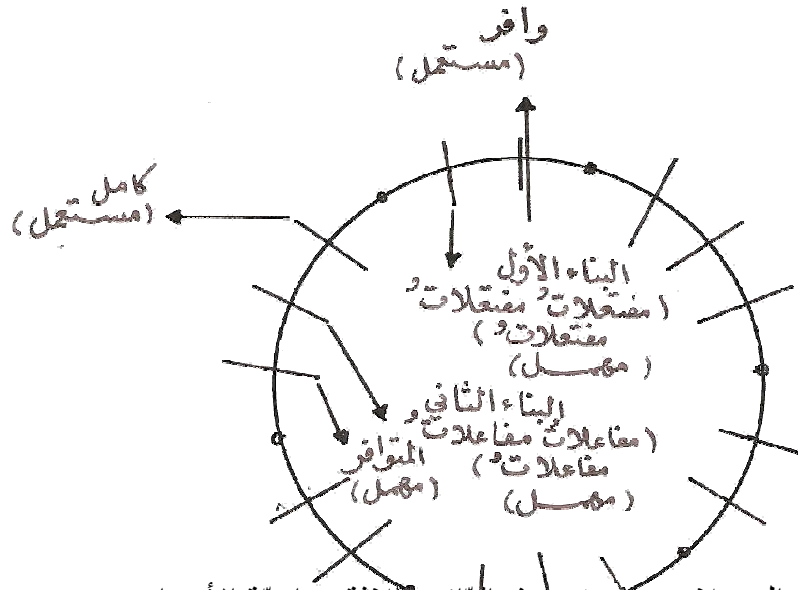 وافر
(مستعمل)
كامل
(مستعمل)
البناء الأول
(مفتعلاتُ مفتعلاتُ
مفتعلاتُ)
(مهمل)
البناء الثاني
(مفاعلاتُ مفاعلاتُ
مفاعلاتُ)
(مهمل)
المتوافر
(مهمل)